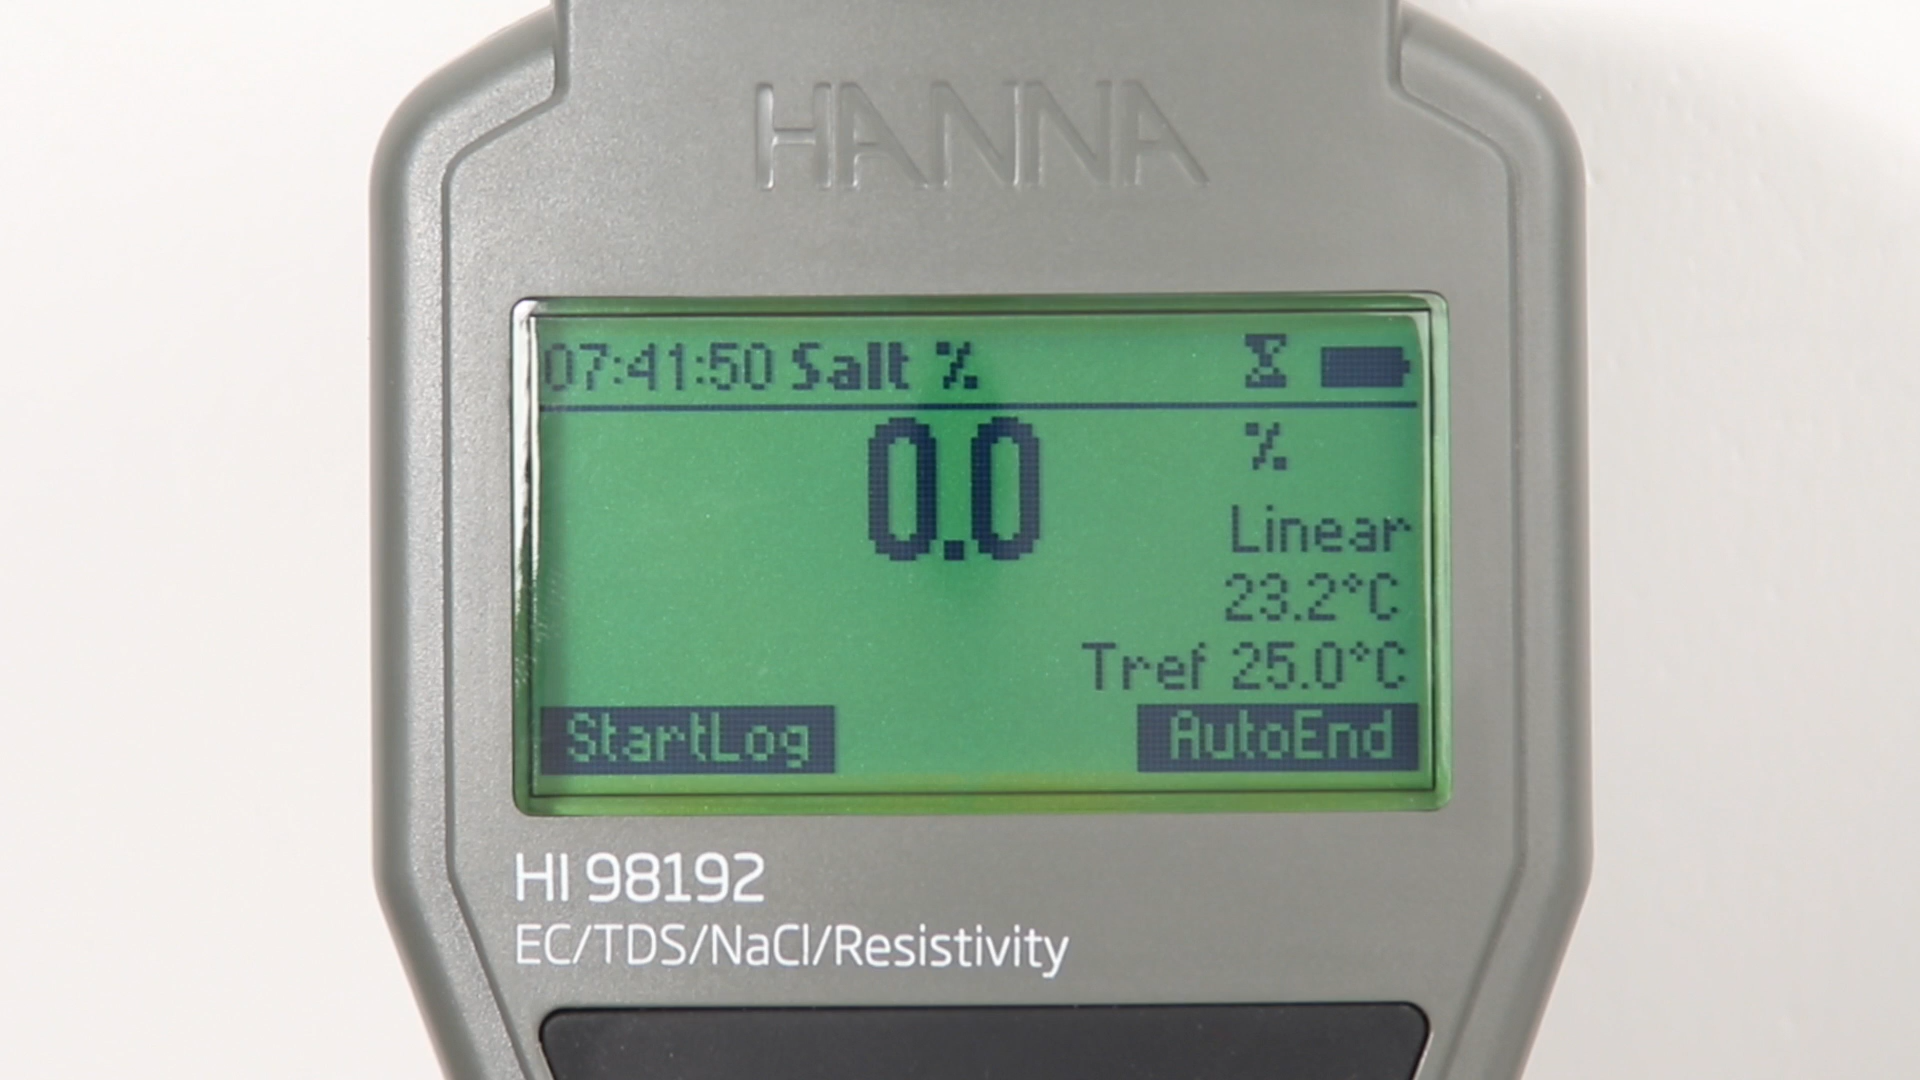 HANNA
07:41:50 Salt %
0.0 %
Linear
23.2°C
Tref 25.0°C
StartLog AutoEnd
HI 98192
EC/TDS/NaCl/Resistivity